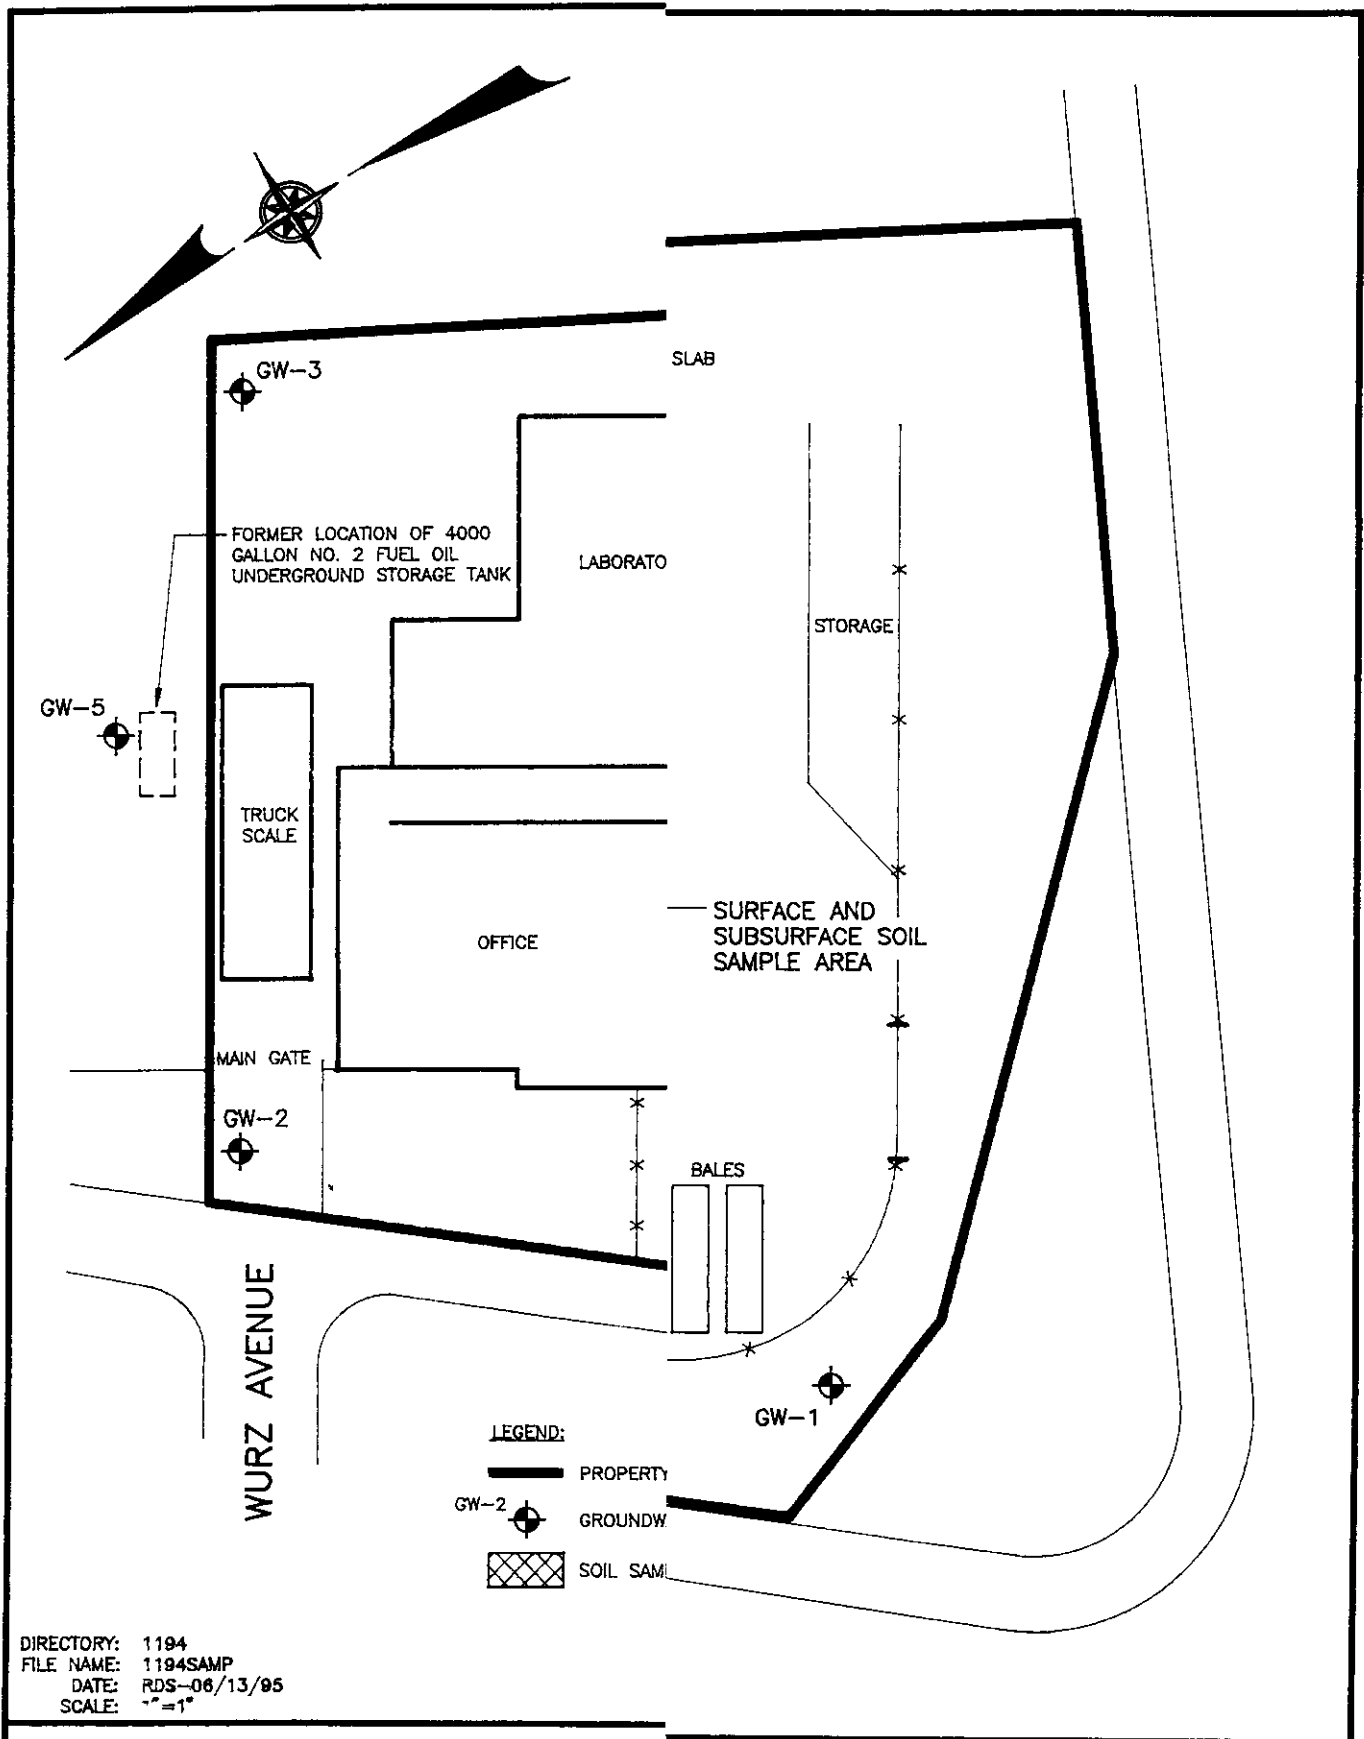 GW-3
SLAB
FORMER LOCATION OF 4000
GALLON NO. 2 FUEL OIL
UNDERGROUND STORAGE TANK
LABORATO
STORAGE
GW-5
TRUCK
SCALE
SURFACE AND
SUBSURFACE SOIL
SAMPLE AREA
OFFICE
MAIN GATE
GW-2
BALES
WURZ AVENUE
GW-1
LEGEND:
PROPERTY
GW-2
GROUNDW
SOIL SAM
DIRECTORY: 1194
FILE NAME: 1194SAMP
DATE: RDS-06/13/95
SCALE: "=1"